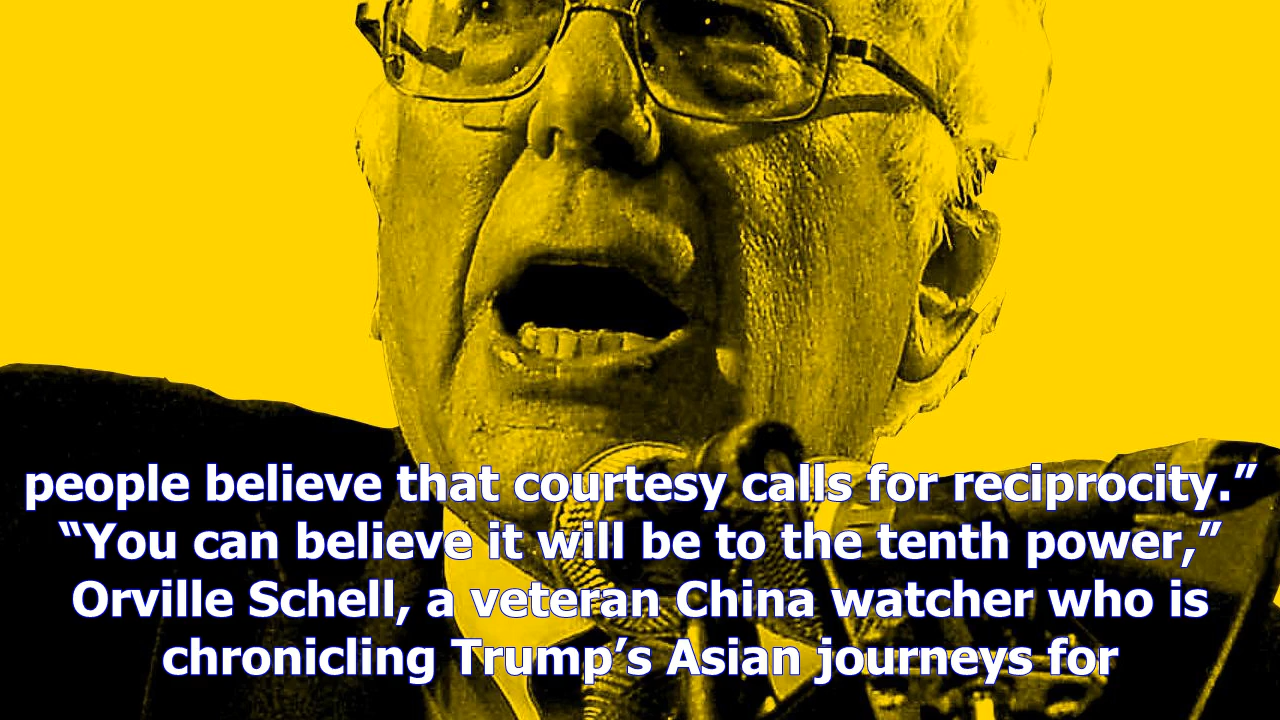 people believe that courtesy calls for reciprocity.”
“You can believe it will be to the tenth power,”
Orville Schell, a veteran China watcher who is
chronicling Trump’s Asian journeys for